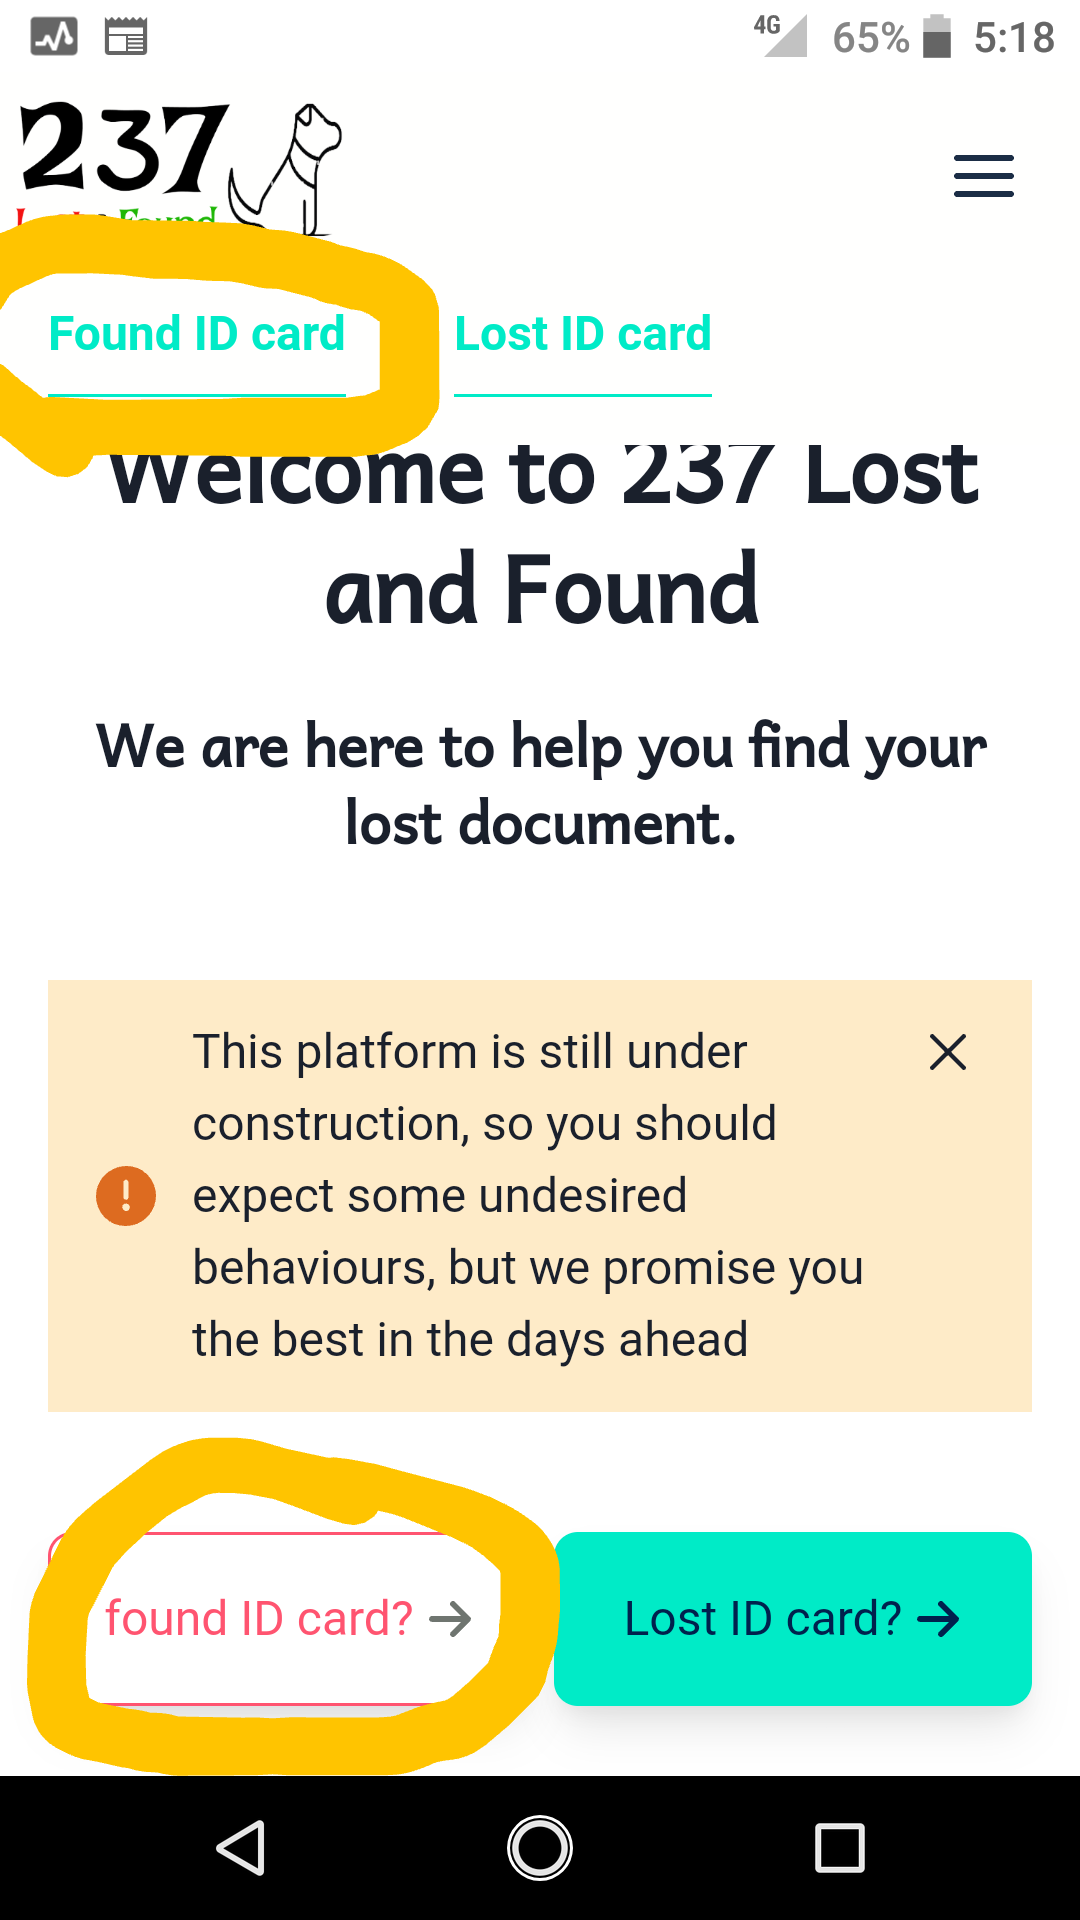 4G 65% 5:18
237
Found
Found ID card Lost ID card
Welcome to 237 Lost
and Found
We are here to help you find your
lost document.
This platform is still under
construction, so you should
expect some undesired
behaviours, but we promise you
the best in the days ahead
found ID card? Lost ID card?